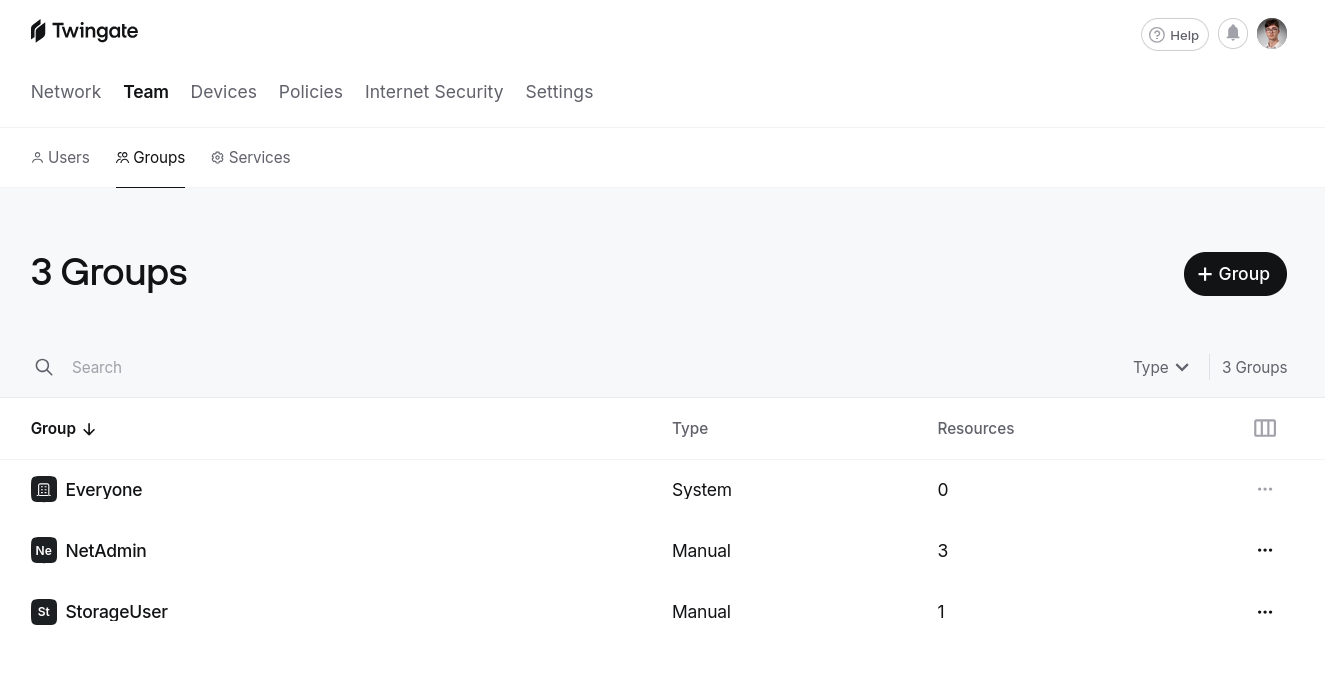 Twingate
Help
Network Team Devices Policies Internet Security Settings
Users Groups Services
3 Groups
+ Group
Search
Type
3 Groups
Group Type Resources
Everyone System 0
Ne NetAdmin Manual 3
St StorageUser Manual 1